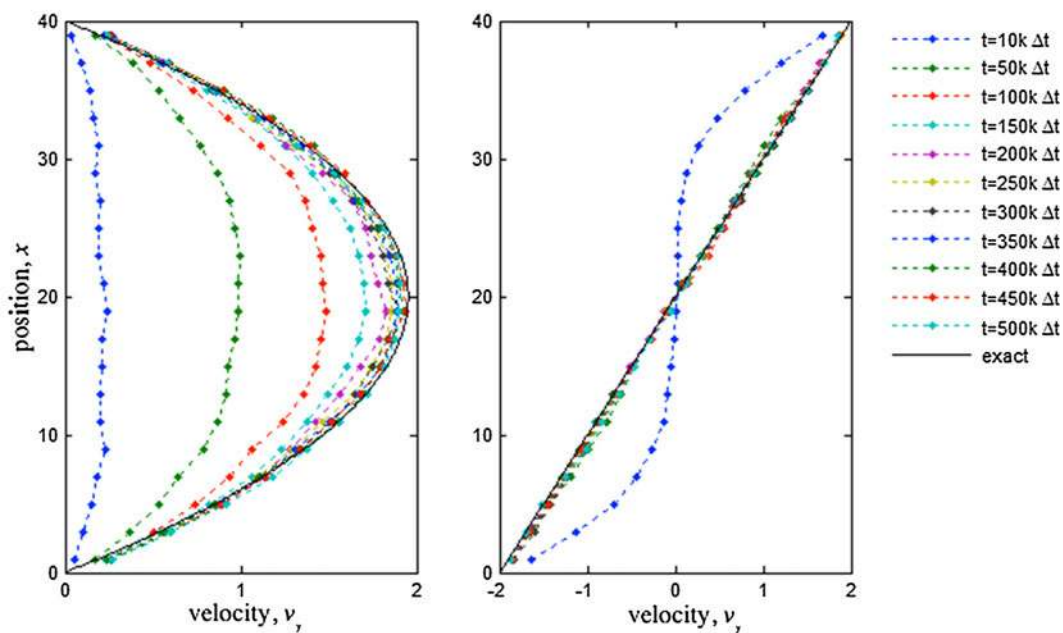 40
30
20
10
0
position, x
0
1
2
velocity, vy
40
30
20
10
0
-2
-1
0
1
2
velocity, vy
t=10k Δt
t=50k Δt
t=100k Δt
t=150k Δt
t=200k Δt
t=250k Δt
t=300k Δt
t=350k Δt
t=400k Δt
t=450k Δt
t=500k Δt
exact